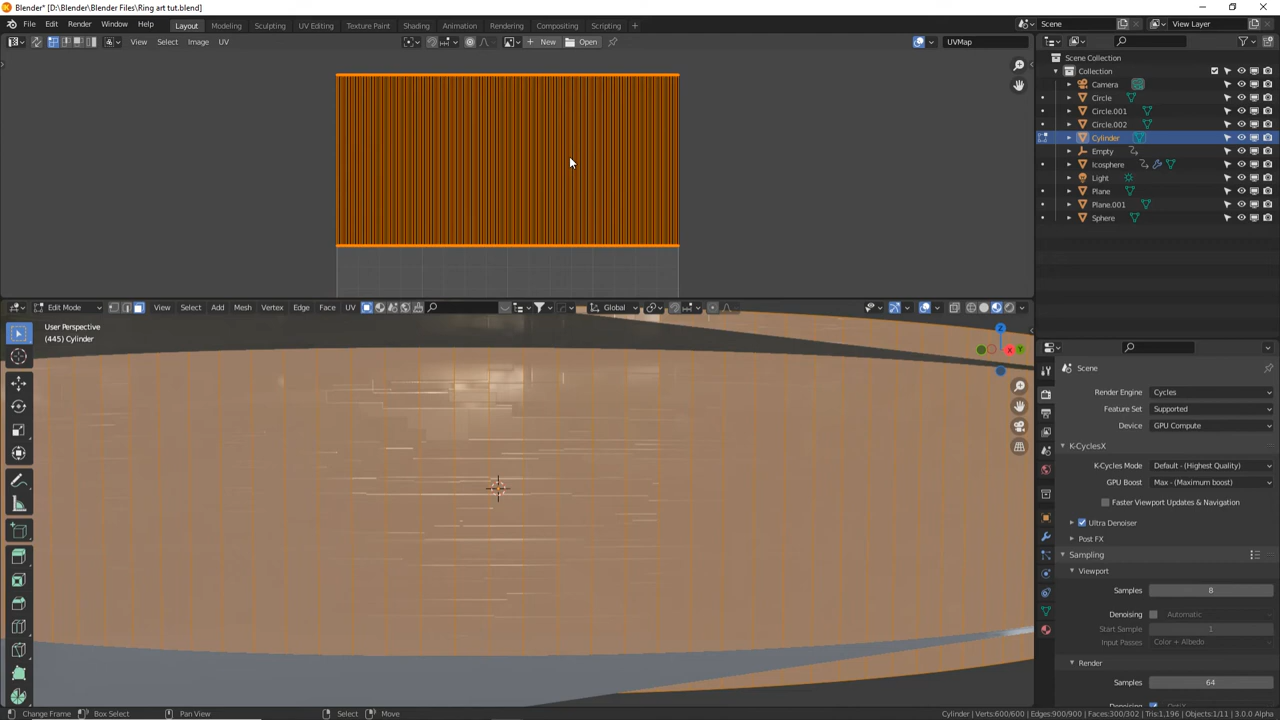 Blender* [D:\Blender\Blender Files\Ring art tut.blend]
File Edit Render Window Help Layout Modeling Sculpting UV Editing Texture Paint Shading Animation Rendering Compositing Scripting + Scene View Layer
View Select Image UV New Open UVMap
Scene Collection
Collection
Camera
Circle
Circle.001
Circle.002
Cylinder
Empty
Icosphere
Light
Plane
Plane.001
Sphere
Edit Mode View Select Add Mesh Vertex Edge Face UV Global
User Perspective
(445) Cylinder
Z
X
Y
Scene
Render Engine Cycles
Feature Set Supported
Device GPU Compute
K-CyclesX
K-Cycles Mode Default - (Highest Quality)
GPU Boost Max - (Maximum boost)
Faster Viewport Updates & Navigation
Ultra Denoiser
Post FX
Sampling
Viewport
Samples 8
Denoising Automatic
Start Sample 1
Input Passes Color + Albedo
Render
Samples 64
Change Frame Box Select Pan View Select Move Cylinder | Verts:600/600 | Edges:900/900 | Faces:300/302 | Tris:1,196 | Objects:1/11 | 3.0.0 Alpha